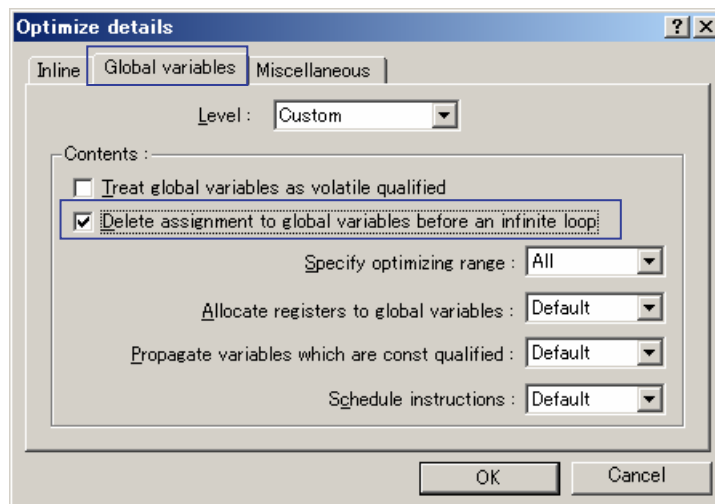 Optimize details
Inline Global variables Miscellaneous
Level : Custom
Contents :
Treat global variables as volatile qualified
Delete assignment to global variables before an infinite loop
Specify optimizing range : All
Allocate registers to global variables : Default
Propagate variables which are const qualified : Default
Schedule instructions : Default
OK Cancel